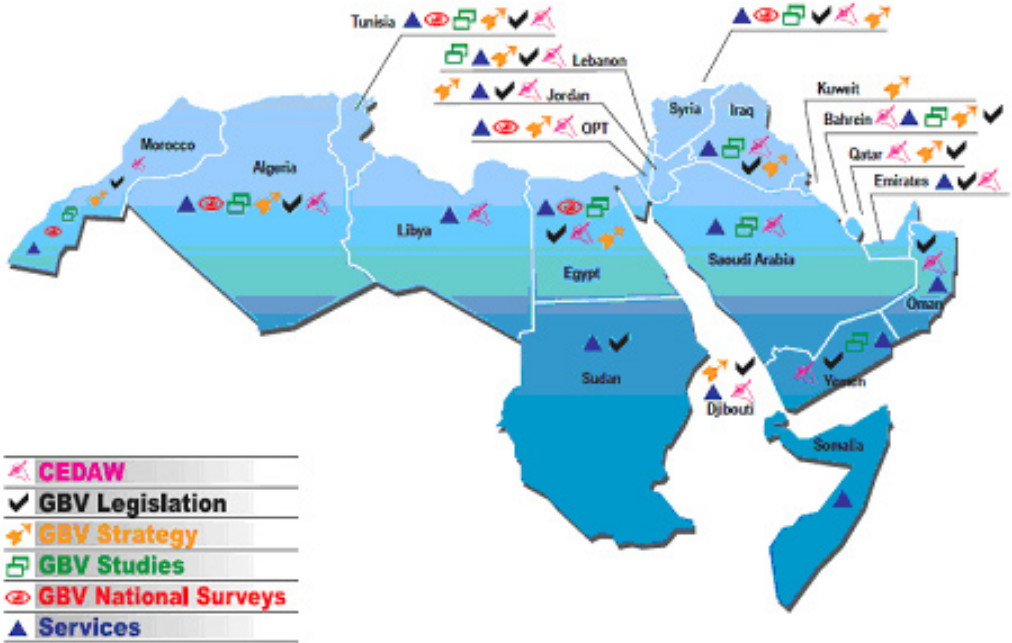 Tunisia
Lebanon
Jordan
OPT
Syria
Iraq
Kuweit
Bahrein
Qatar
Emirates
Morocco
Algeria
Libya
Egypt
Saoudi Arabia
Oman
Sudan
Yemen
Djibouti
Somalia
CEDAW
GBV Legislation
GBV Strategy
GBV Studies
GBV National Surveys
Services